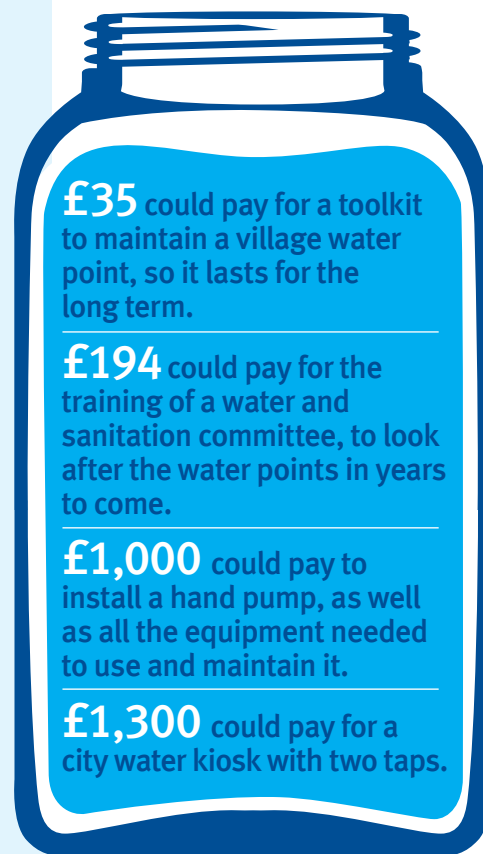 £35 could pay for a toolkit
to maintain a village water
point, so it lasts for the
long term.
£194 could pay for the
training of a water and
sanitation committee, to look
after the water points in years
to come.
£1,000 could pay to
install a hand pump, as well
as all the equipment needed
to use and maintain it.
£1,300 could pay for a
city water kiosk with two taps.